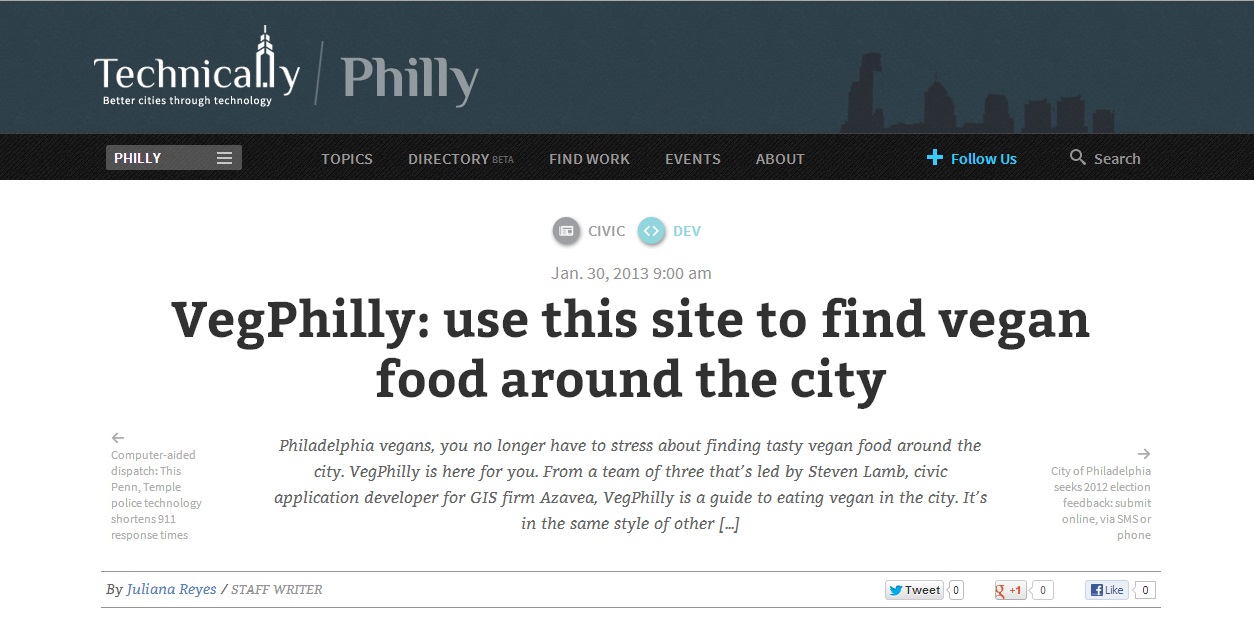 Technical.ly / Philly
Better cities through technology
PHILLY
TOPICS DIRECTORY BETA FIND WORK EVENTS ABOUT
Follow Us
Search
CIVIC DEV
Jan. 30, 2013 9:00 am
VegPhilly: use this site to find vegan
food around the city
Philadelphia vegans, you no longer have to stress about finding tasty vegan food around the
city. VegPhilly is here for you. From a team of three that’s led by Steven Lamb, civic
application developer for GIS firm Azavea, VegPhilly is a guide to eating vegan in the city. It’s
in the same style of other [...]
←
Computer-aided
dispatch: This
Penn, Temple
police technology
shortens 911
response times
→
City of Philadelphia
seeks 2012 election
feedback: submit
online, via SMS or
phone
By Juliana Reyes / STAFF WRITER
Tweet 0
g +1 0
f Like 0